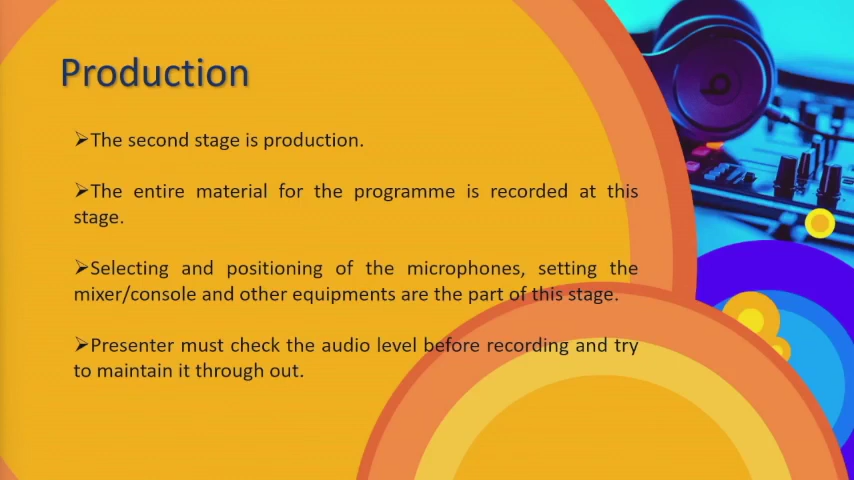 Production
➢The second stage is production.
➢The entire material for the programme is recorded at this
stage.
➢Selecting and positioning of the microphones, setting the
mixer/console and other equipments are the part of this stage.
➢Presenter must check the audio level before recording and try
to maintain it through out.